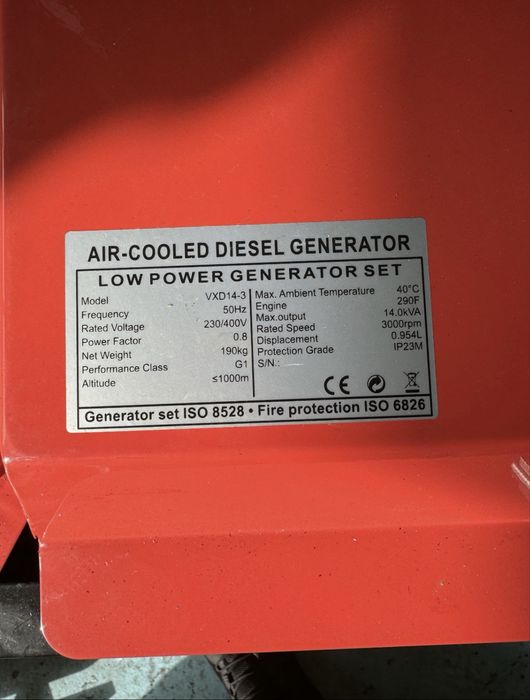 AIR-COOLED DIESEL GENERATOR
LOW POWER GENERATOR SET
Model VXD14-3
Frequency 50Hz
Rated Voltage 230/400V
Power Factor 0.8
Net Weight 190kg
Performance Class G1
Altitude ≤1000m
Max. Ambient Temperature 40°C
Engine 290F
Max.output 14.0kVA
Rated Speed 3000rpm
Displacement 0.954L
Protection Grade IP23M
S/N.:
CE
Generator set ISO 8528 • Fire protection ISO 6826